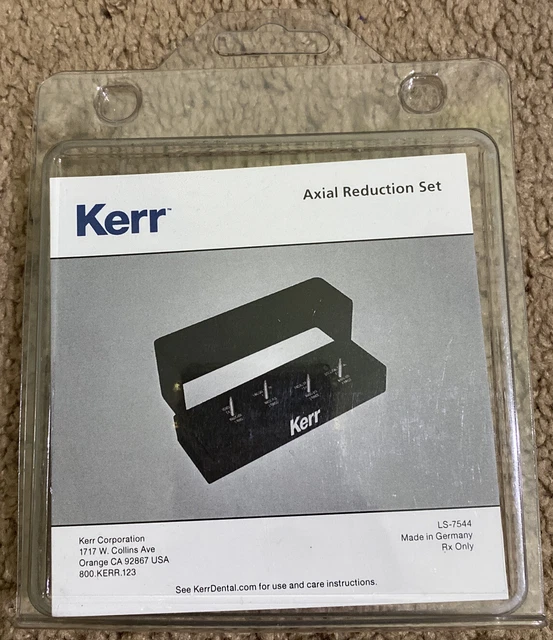 Kerr™
Axial Reduction Set
Kerr
Kerr Corporation
1717 W. Collins Ave
Orange CA 92867 USA
800.KERR.123
LS-7544
Made in Germany
Rx Only
See KerrDental.com for use and care instructions.